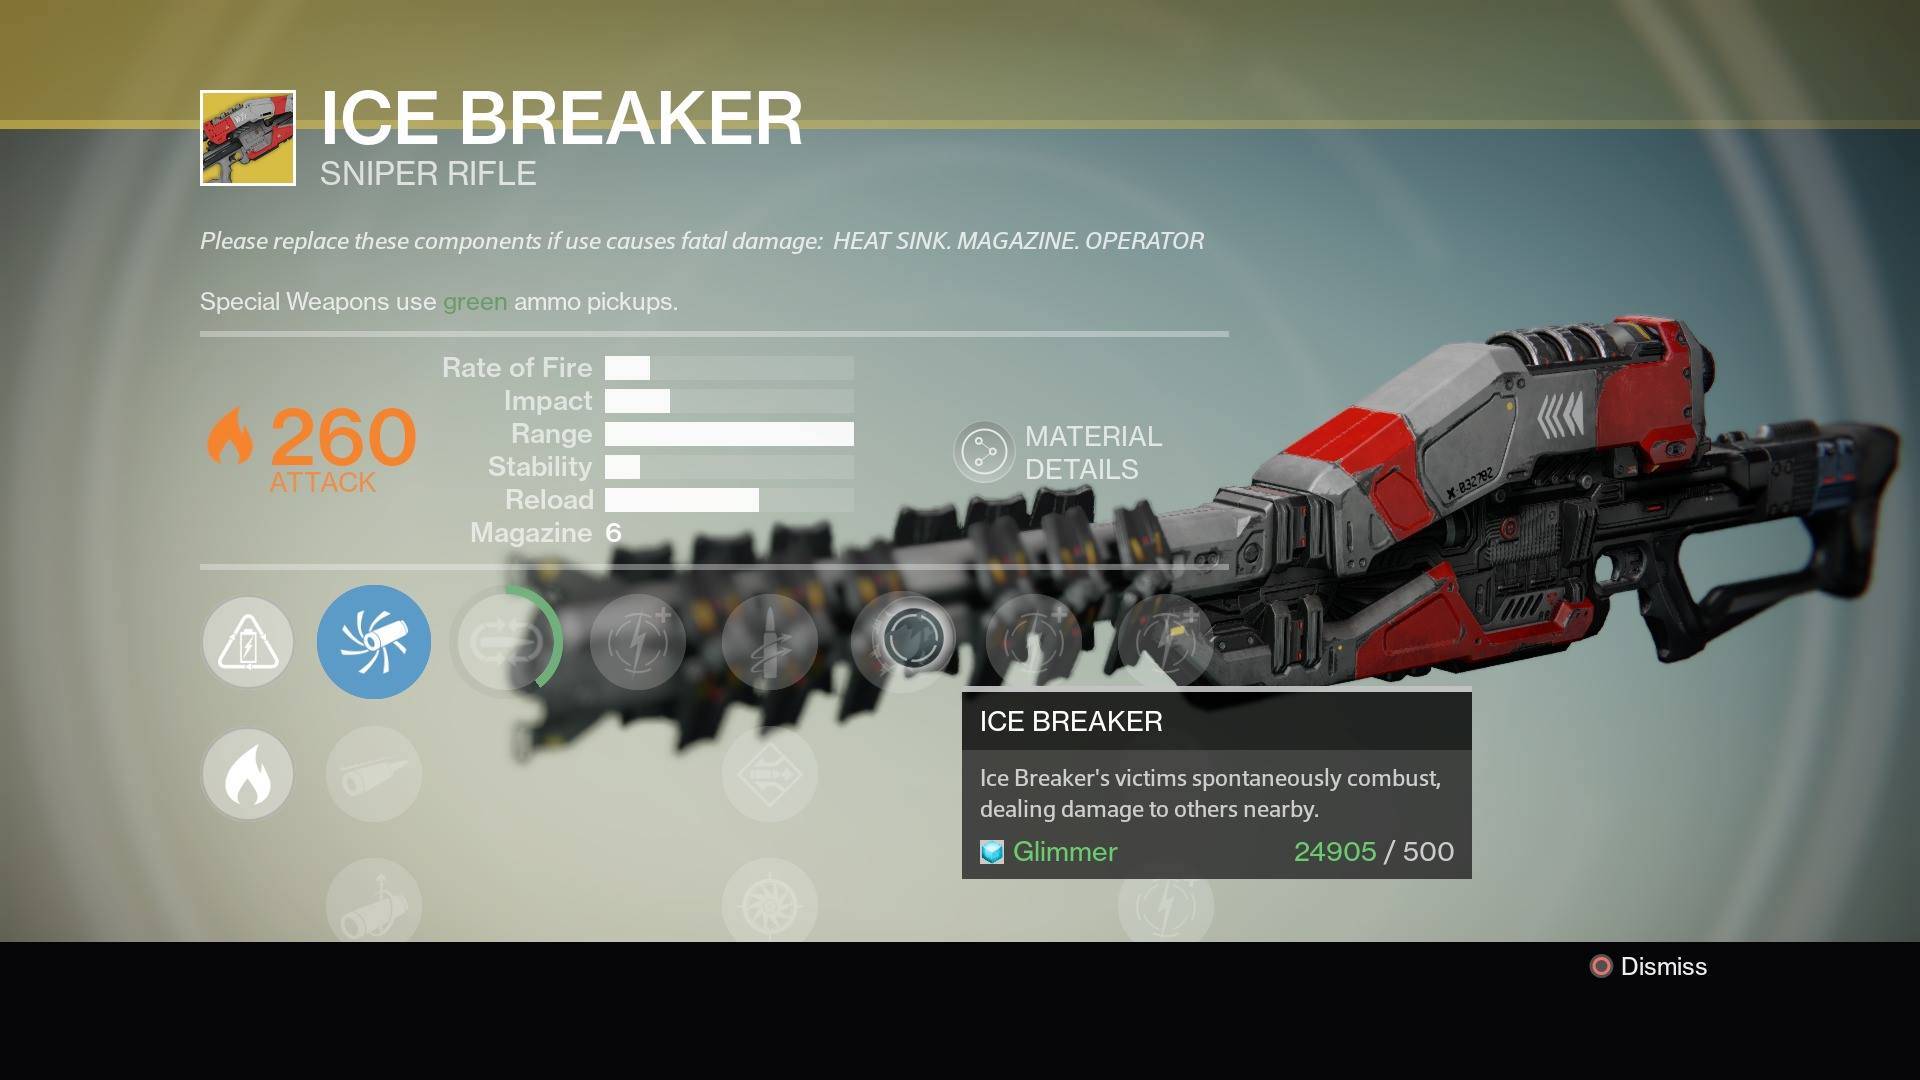 ICE BREAKER
SNIPER RIFLE
Please replace these components if use causes fatal damage: HEAT SINK. MAGAZINE. OPERATOR
Special Weapons use green ammo pickups.
260
ATTACK
Rate of Fire
Impact
Range
Stability
Reload
Magazine 6
MATERIAL
DETAILS
X-832782
ICE BREAKER
Ice Breaker's victims spontaneously combust,
dealing damage to others nearby.
Glimmer 24905 / 500
Dismiss